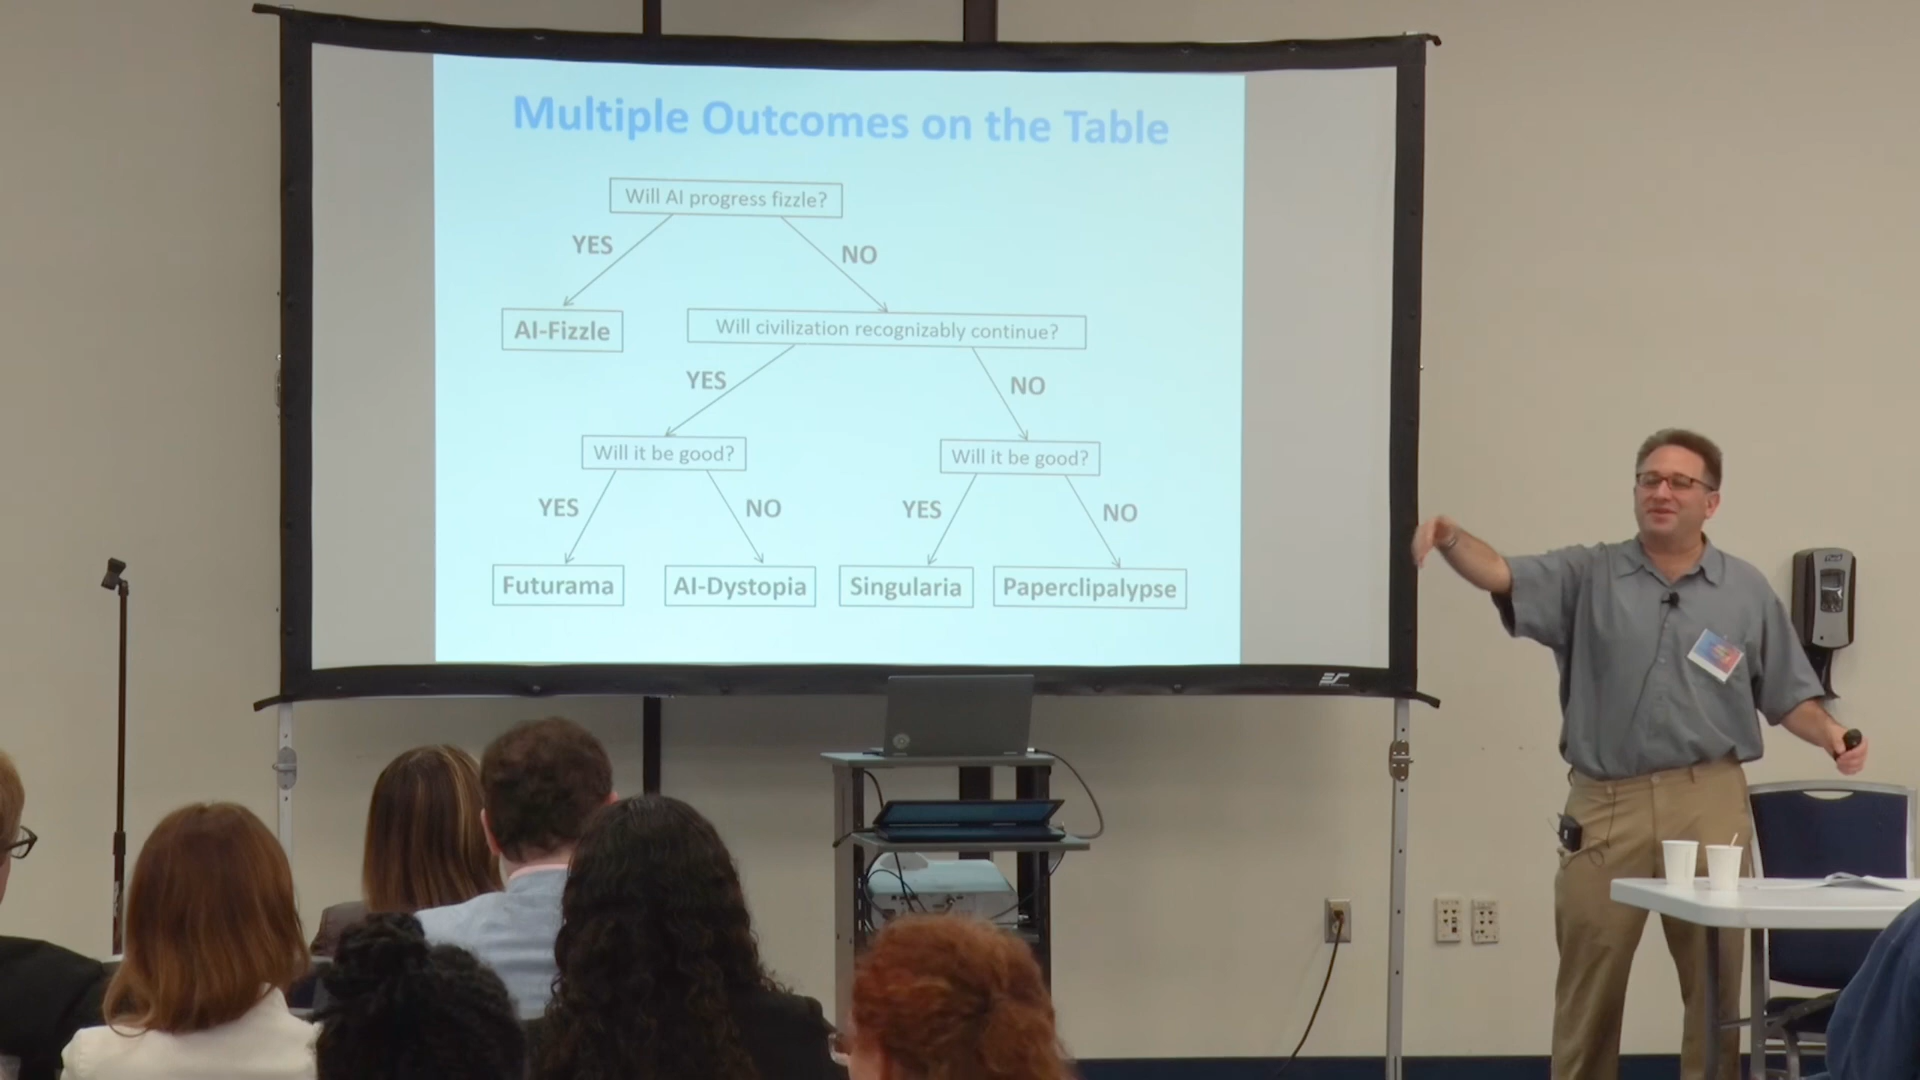 Multiple Outcomes on the Table
Will AI progress fizzle?
YES
NO
AI-Fizzle
Will civilization recognizably continue?
YES
NO
Will it be good?
Will it be good?
YES
NO
YES
NO
Futurama
AI-Dystopia
Singularia
Paperclipalypse